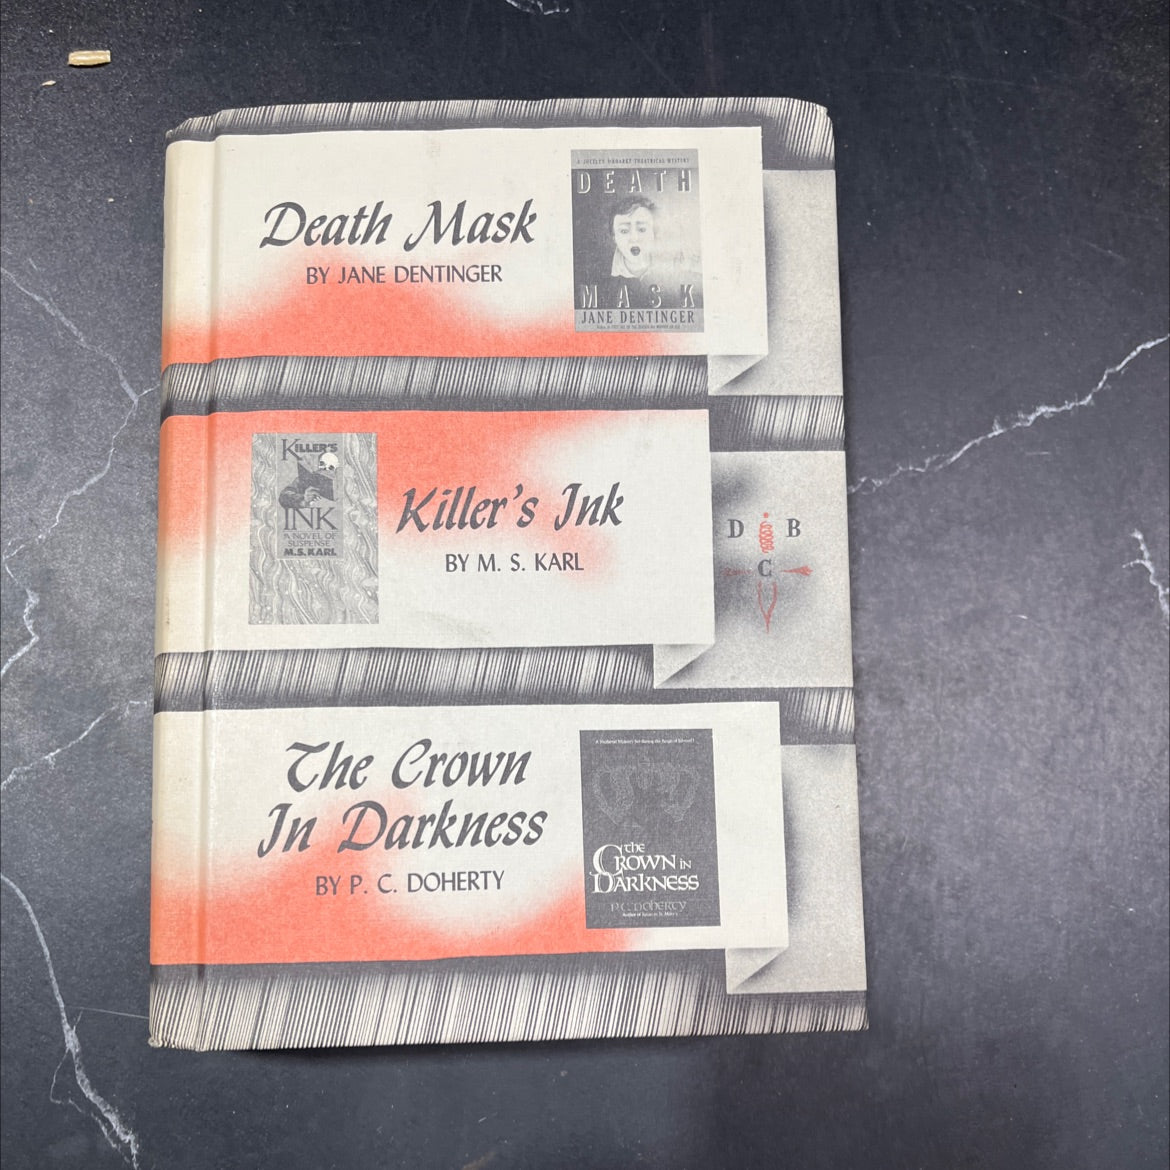 Death Mask
BY JANE DENTINGER
A JOCELYN O'ROARKE THEATRICAL MYSTERY
DEATH
MASK
JANE DENTINGER
KILLER'S
INK
A NOVEL OF
SUSPENSE
M.S. KARL
Killer's Ink
BY M. S. KARL
D B
C
The Crown
In Darkness
BY P. C. DOHERTY
the
CROWN IN
DARKNESS
P.C. DOHERTY